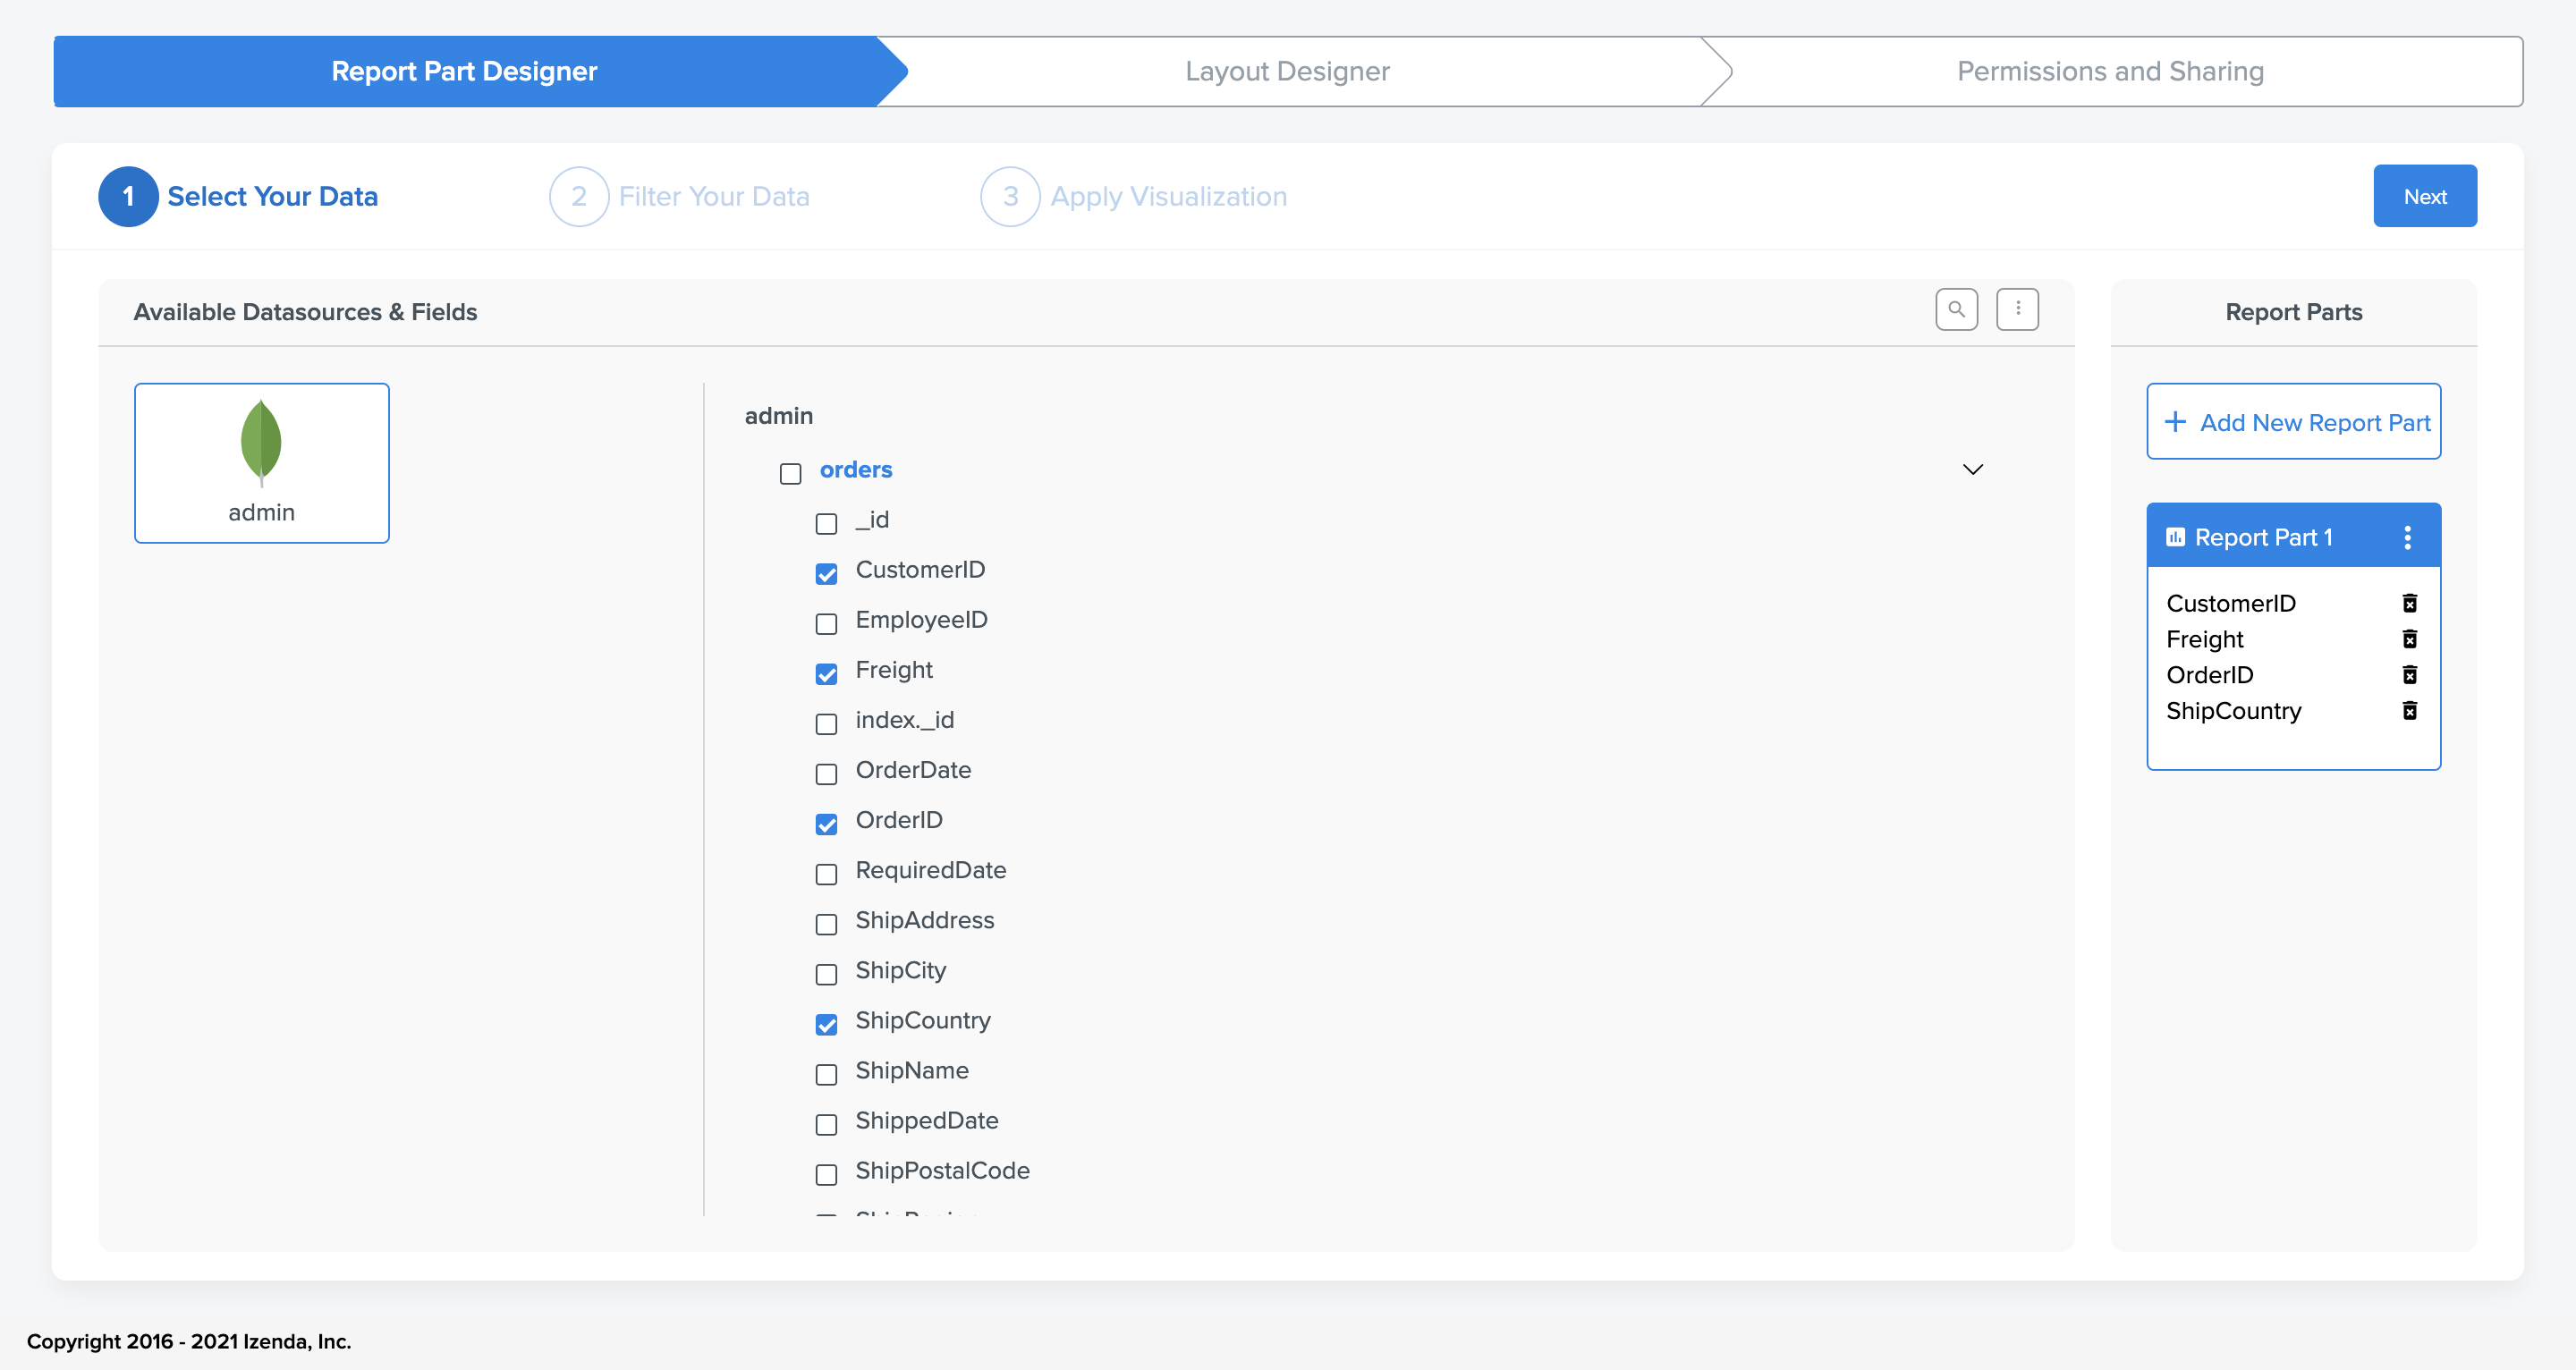 Report Part Designer
Layout Designer
Permissions and Sharing
1 Select Your Data
2 Filter Your Data
3 Apply Visualization
Next
Available Datasources & Fields
Report Parts
admin
admin
orders
_id
CustomerID
EmployeeID
Freight
index._id
OrderDate
OrderID
RequiredDate
ShipAddress
ShipCity
ShipCountry
ShipName
ShippedDate
ShipPostalCode
+ Add New Report Part
Report Part 1
CustomerID
Freight
OrderID
ShipCountry
Copyright 2016 - 2021 Izenda, Inc.